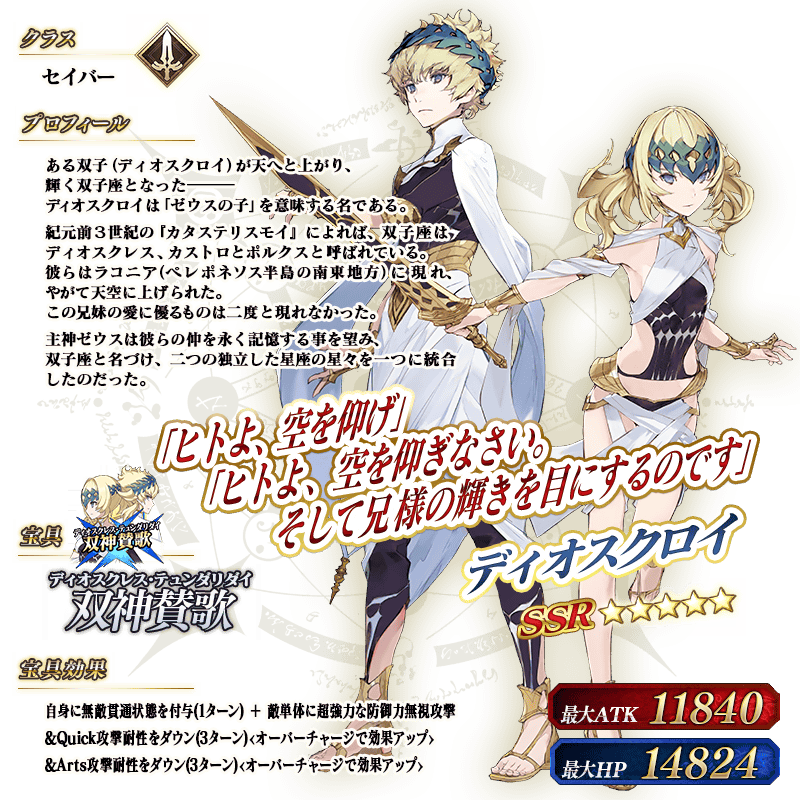 クラス
セイバー
プロフィール
ある双子（ディオスクロイ）が天へと上がり、
輝く双子座となった───
ディオスクロイは「ゼウスの子」を意味する名である。
紀元前３世紀の『カタステリスモイ』によれば、双子座は、
ディオスクレス、カストロとポルクスと呼ばれている。
彼らはラコニア（ペレポネソス半島の南東地方）に現れ、
やがて天空に上げられた。
この兄妹の愛に優るものは二度と現れなかった。
主神ゼウスは彼らの仲を永く記憶する事を望み、
双子座と名づけ、二つの独立した星座の星々を一つに統合
したのだった。
「ヒトよ、空を仰げ」
「ヒトよ、空を仰ぎなさい。
そして兄様の輝きを目にするのです」
ディオスクロイ
SSR ☆☆☆☆☆
宝具
ディオスクレス・テュンダリダイ
双神賛歌
ディオスクレス・テュンダリダイ
双神賛歌
宝具効果
自身に無敵貫通状態を付与(1ターン) ＋ 敵単体に超強力な防御力無視攻撃
&Quick攻撃耐性をダウン(3ターン)<オーバーチャージで効果アップ>
&Arts攻撃耐性をダウン(3ターン)<オーバーチャージで効果アップ>
最大ATK 11840
最大HP 14824